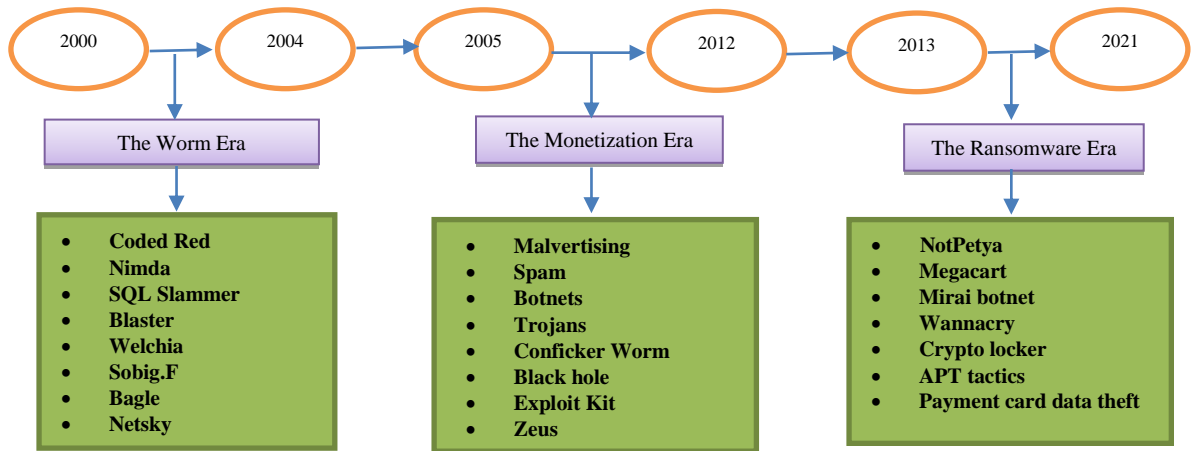 2000
2004
2005
2012
2013
2021
The Worm Era
The Monetization Era
The Ransomware Era
• Coded Red
• Nimda
• SQL Slammer
• Blaster
• Welchia
• Sobig.F
• Bagle
• Netsky
• Malvertising
• Spam
• Botnets
• Trojans
• Conficker Worm
• Black hole
• Exploit Kit
• Zeus
• NotPetya
• Megacart
• Mirai botnet
• Wannacry
• Crypto locker
• APT tactics
• Payment card data theft